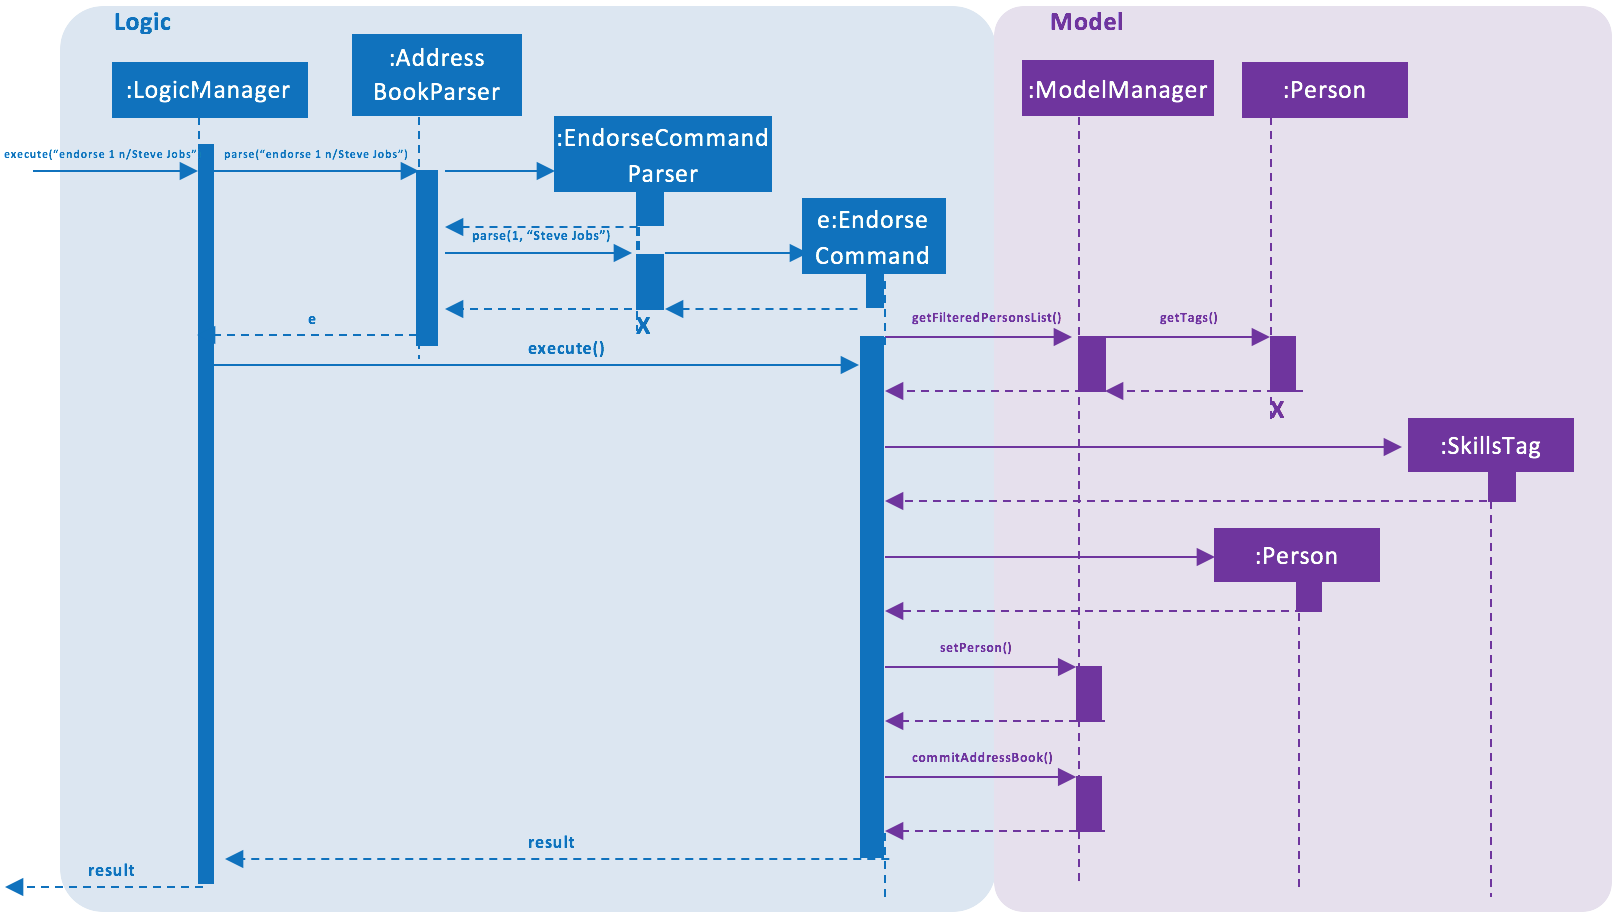 Logic
Model
:Address
BookParser
:LogicManager
:ModelManager
:Person
:EndorseCommand
Parser
execute(“endorse 1 n/Steve Jobs”
parse(“endorse 1 n/Steve Jobs”)
e:Endorse
Command
parse(1, “Steve Jobs”)
e
X
getFilteredPersonsList()
getTags()
execute()
X
:SkillsTag
:Person
setPerson()
commitAddressBook()
result
result